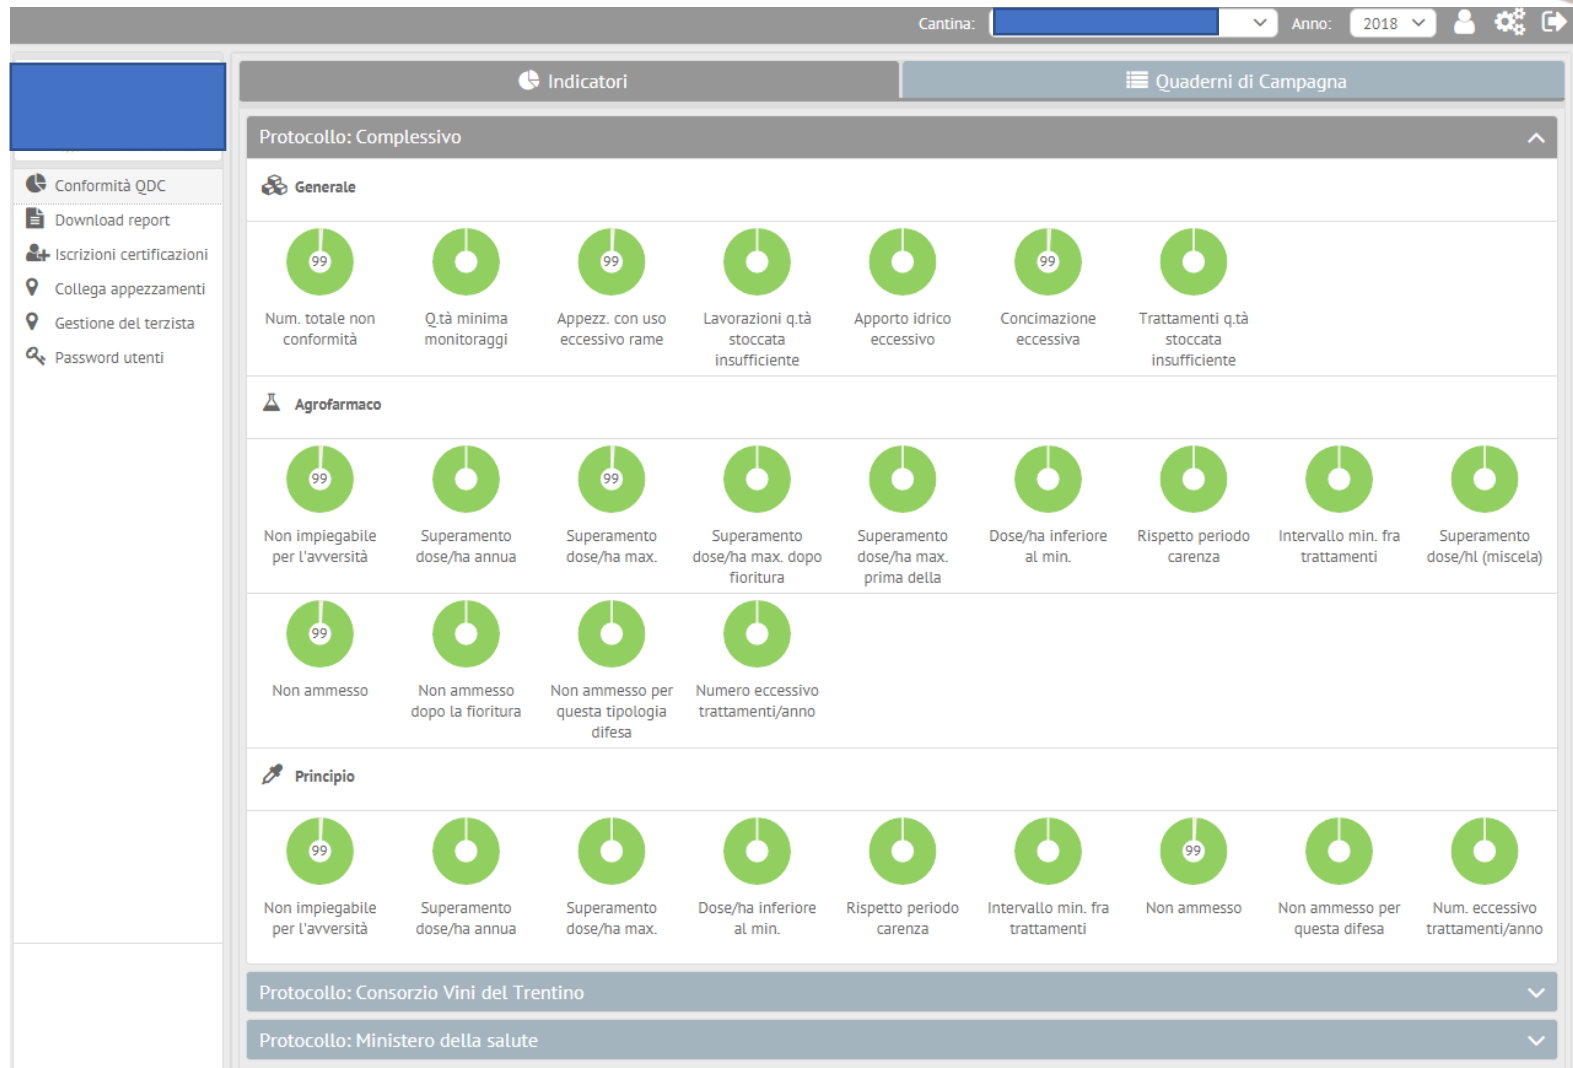 Cantina:
Anno: 2018
Indicatori
Quaderni di Campagna
Conformità QDC
Download report
Iscrizioni certificazioni
Collega appezzamenti
Gestione del terzista
Password utenti
Protocollo: Complessivo
Generale
99 99 99
Num. totale non conformità
Q.tà minima monitoraggi
Appezz. con uso eccessivo rame
Lavorazioni q.tà stoccata insufficiente
Apporto idrico eccessivo
Concimazione eccessiva
Trattamenti q.tà stoccata insufficiente
Agrofarmaco
99 99
Non impiegabile per l'avversità
Superamento dose/ha annua
Superamento dose/ha max.
Superamento dose/ha max. dopo fioritura
Superamento dose/ha max. prima della
Dose/ha inferiore al min.
Rispetto periodo carenza
Intervallo min. fra trattamenti
Superamento dose/hl (miscela)
99
Non ammesso
Non ammesso dopo la fioritura
Non ammesso per questa tipologia difesa
Numero eccessivo trattamenti/anno
Principio
99 99
Non impiegabile per l'avversità
Superamento dose/ha annua
Superamento dose/ha max.
Dose/ha inferiore al min.
Rispetto periodo carenza
Intervallo min. fra trattamenti
Non ammesso
Non ammesso per questa difesa
Num. eccessivo trattamenti/anno
Protocollo: Consorzio Vini del Trentino
Protocollo: Ministero della salute